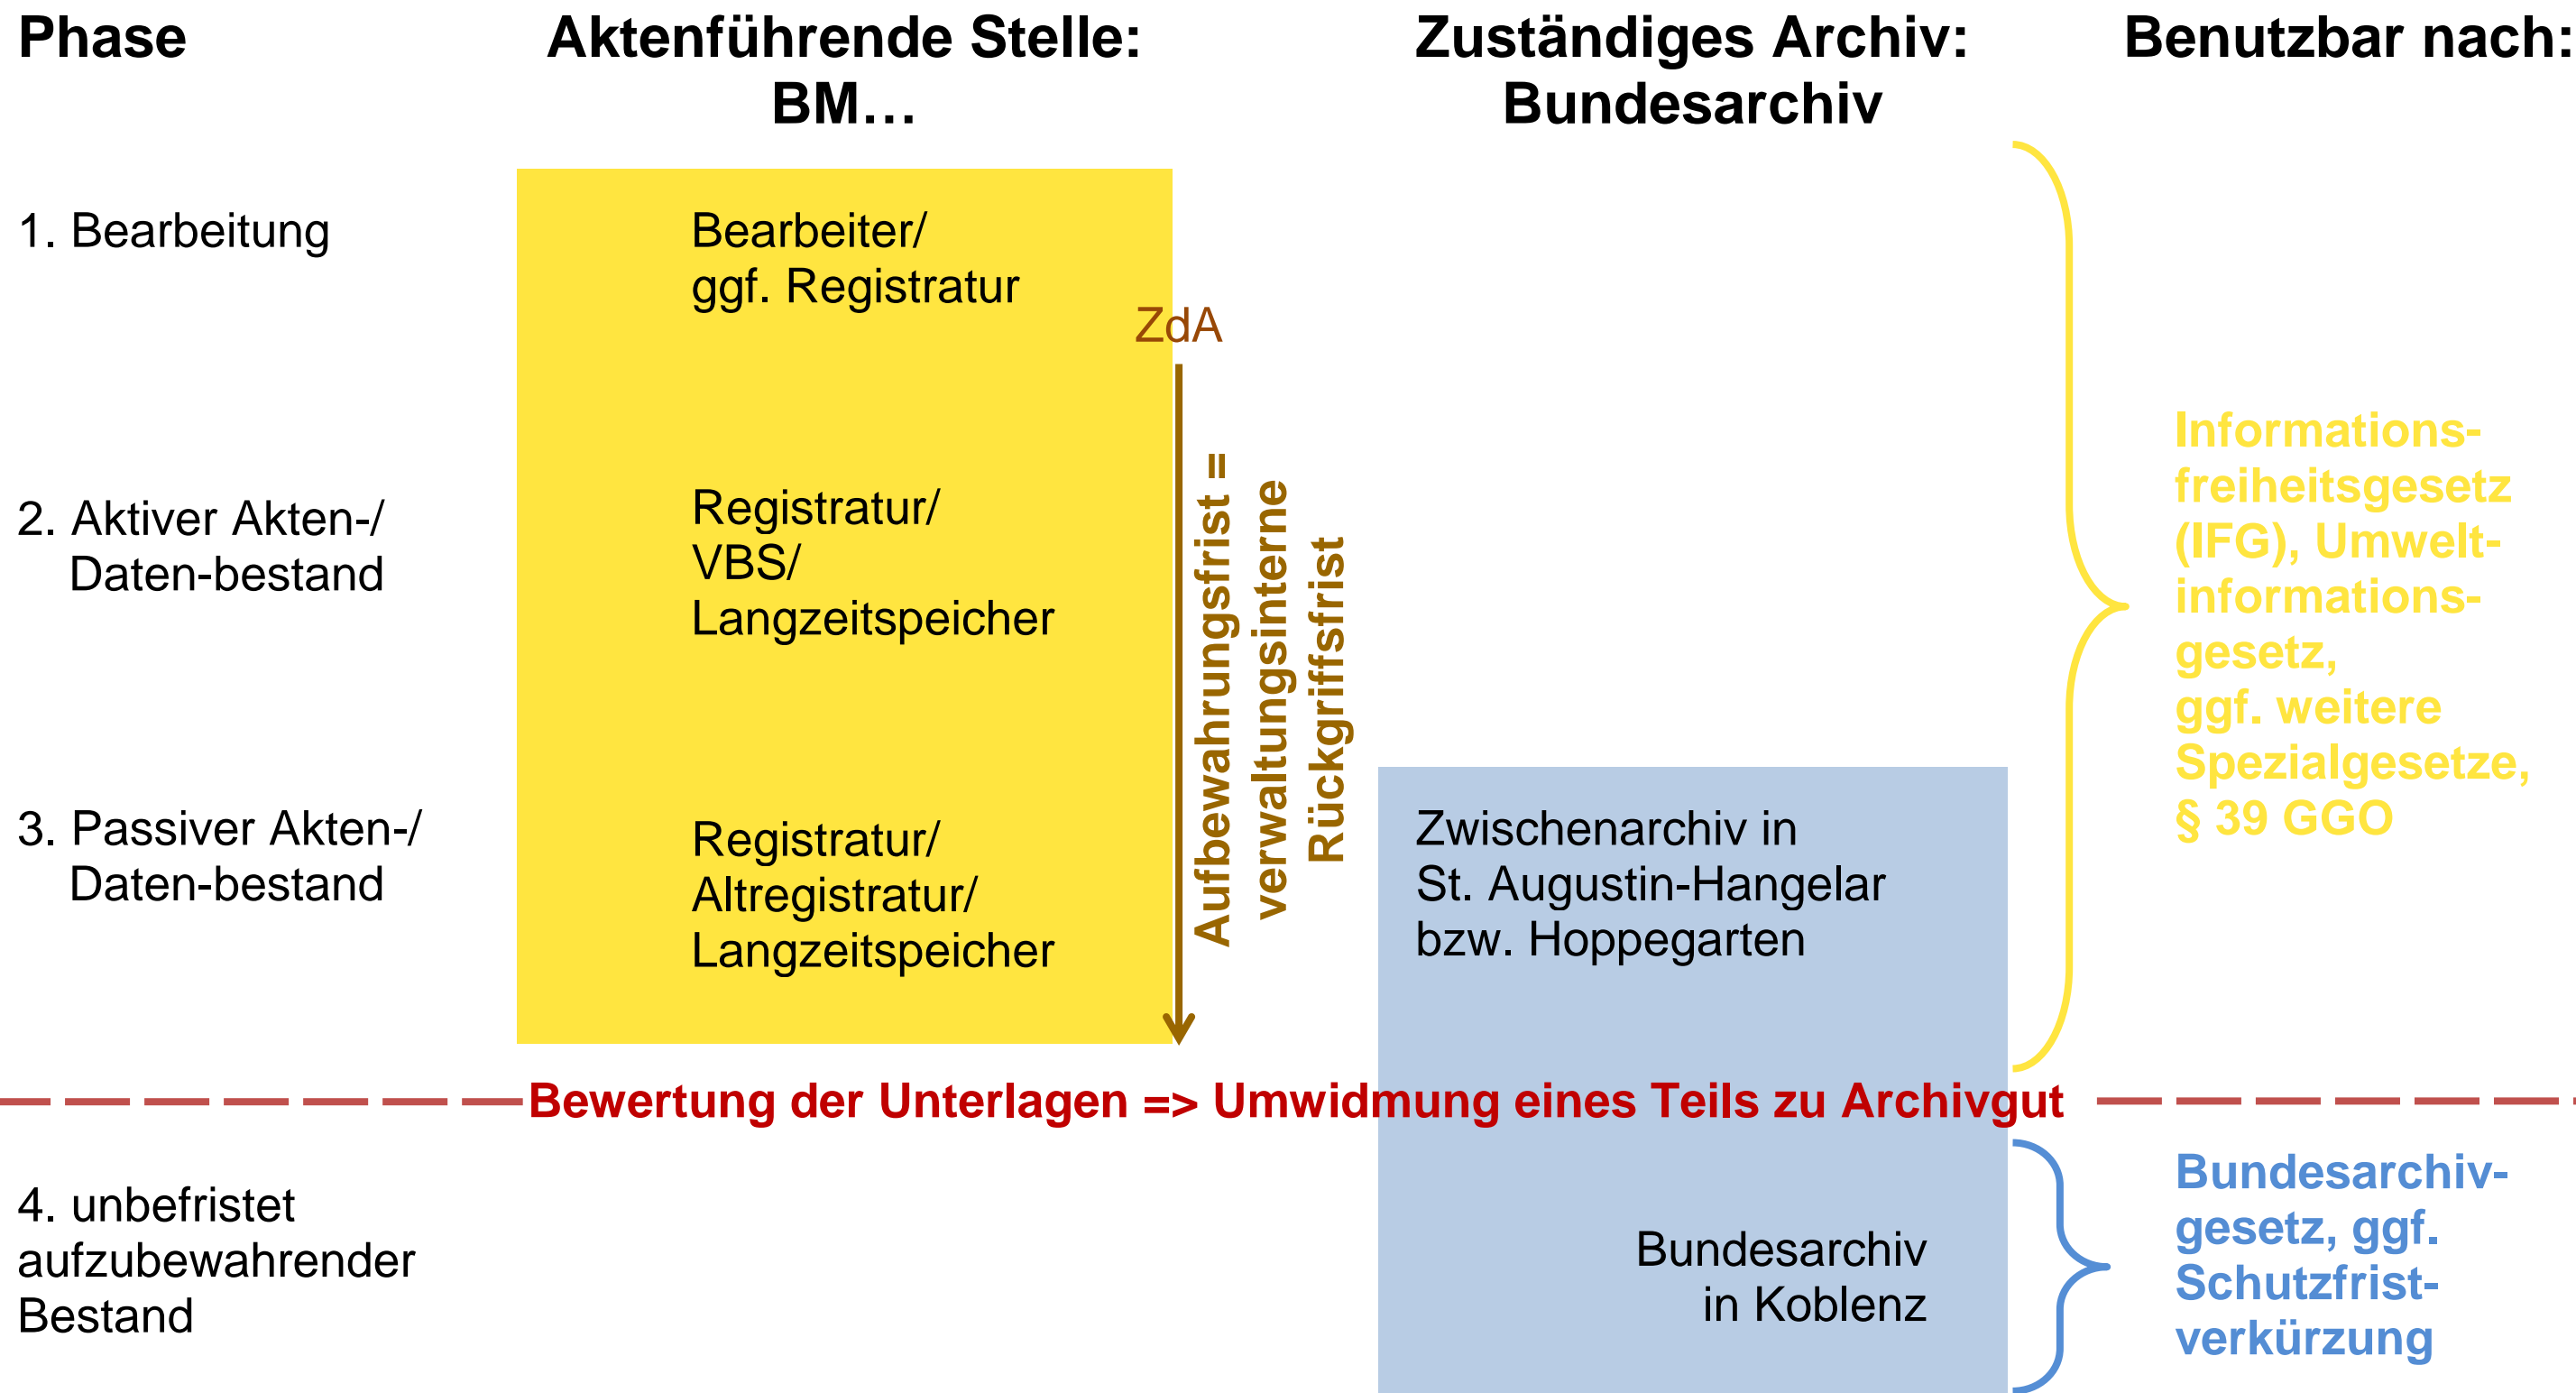 Phase
Aktenführende Stelle:
BM…
Zuständiges Archiv:
Bundesarchiv
Benutzbar nach:
1. Bearbeitung
Bearbeiter/
ggf. Registratur
ZdA
2. Aktiver Akten-/
Daten-bestand
Registratur/
VBS/
Langzeitspeicher
Aufbewahrungsfrist =
verwaltungsinterne
Rückgriffsfrist
Informations-
freiheitsgesetz
(IFG), Umwelt-
informations-
gesetz,
ggf. weitere
Spezialgesetze,
§ 39 GGO
3. Passiver Akten-/
Daten-bestand
Registratur/
Altregistratur/
Langzeitspeicher
Zwischenarchiv in
St. Augustin-Hangelar
bzw. Hoppegarten
Bewertung der Unterlagen => Umwidmung eines Teils zu Archivgut
4. unbefristet
aufzubewahrender
Bestand
Bundesarchiv
in Koblenz
Bundesarchiv-
gesetz, ggf.
Schutzfrist-
verkürzung